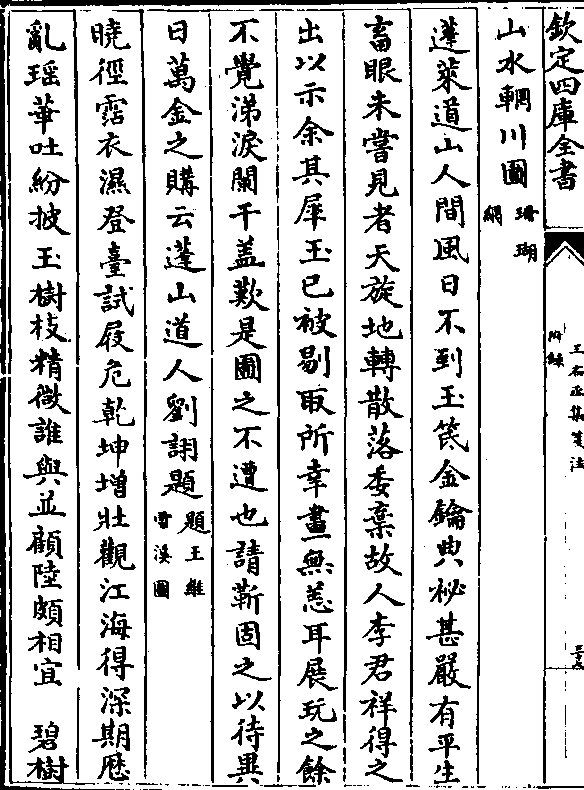 欽定四庫全書
山水輞川圖珊瑚網
蓬萊道山人間風日不到玉笢金鑰典祕甚嚴有平生
畜眼未嘗見者天旋地轉散落委棄故人李君祥得之
出以示余其犀玉已被剔取所幸畫無恙耳展玩之餘
不覺涕淚闌干盖歎是圖之不遭也請靳固之以待異
日萬金之購云蓬山道人劉詡題題王維雪溪圖
曉徑霑衣濕登臺試屐危乾坤增壯觀江海得深期歷
亂瑶華吐紛披玉樹枝精微誰與並顧陸頗相宜　碧樹
王右丞集箋注
附錄